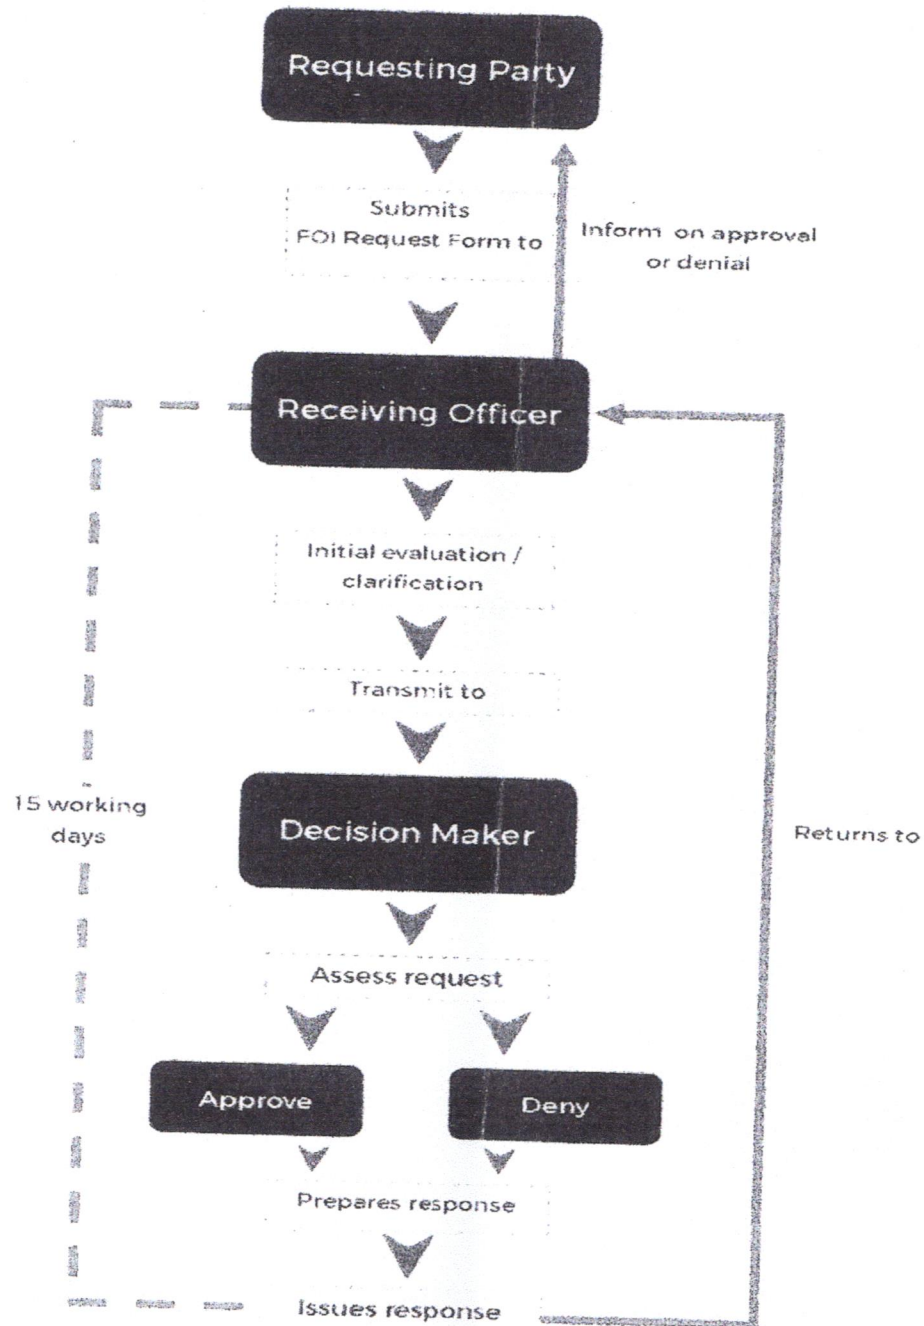 Requesting Party
Submits
FOI Request Form to
Inform on approval
or denial
Receiving Officer
Initial evaluation /
clarification
Transmit to
15 working
days
Decision Maker
Returns to
Assess request
Approve
Deny
Prepares response
Issues response